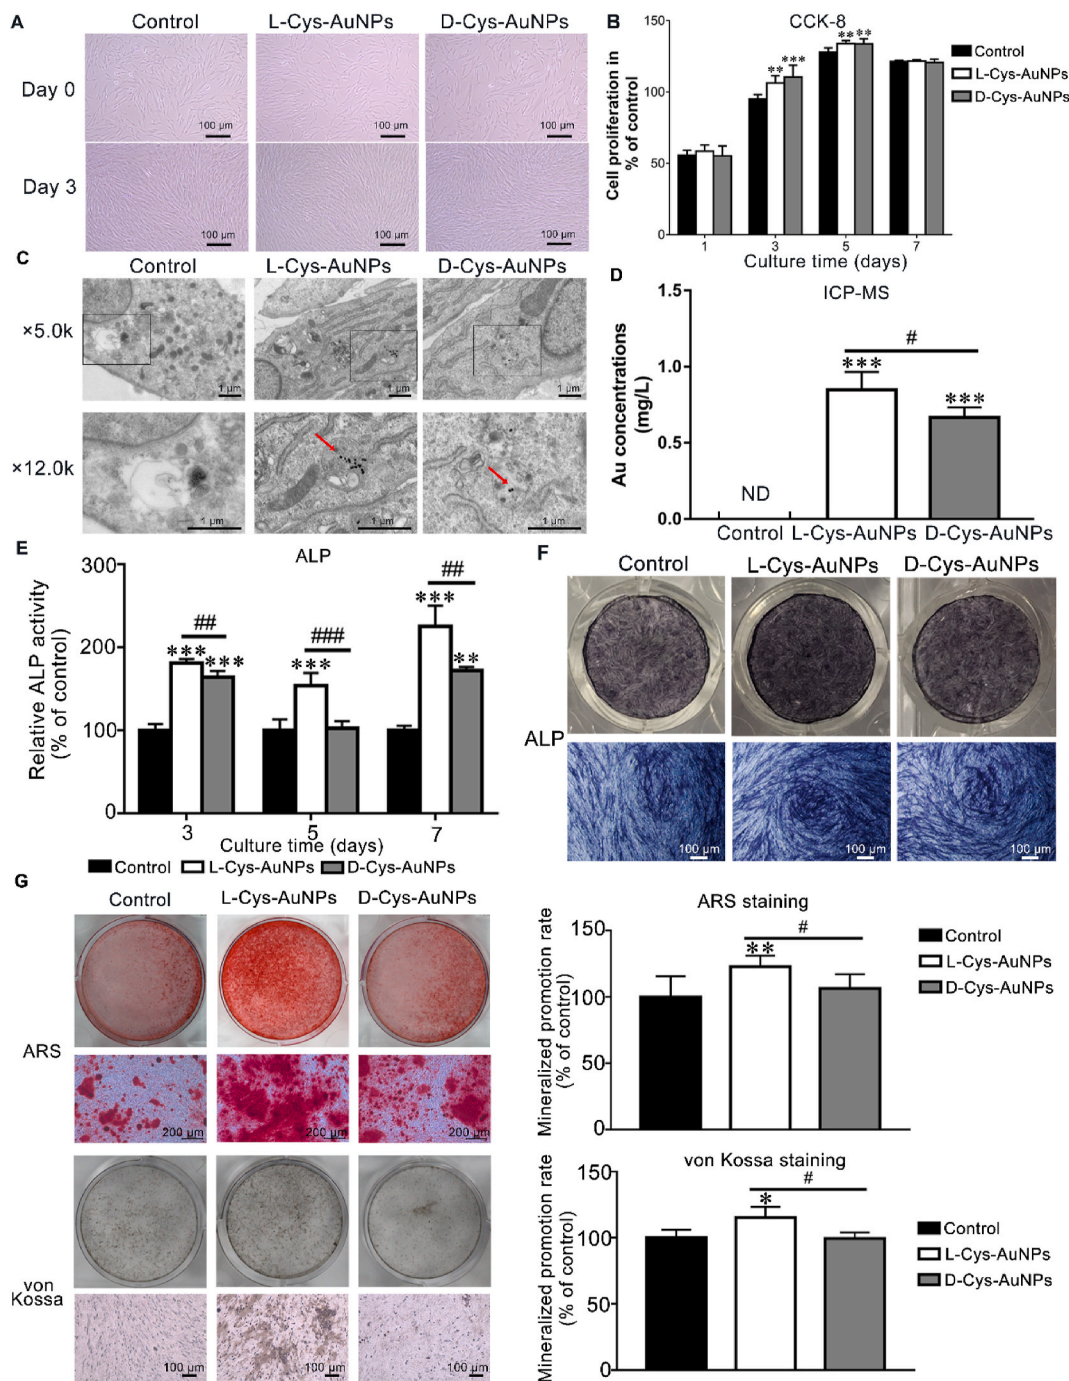 A
Control
L-Cys-AuNPs
D-Cys-AuNPs
Day 0
100 µm
100 µm
100 µm
Day 3
100 µm
100 µm
100 µm
B
CCK-8
Cell proliferation in
% of control
150
100
50
0
** ***
** **
1
3
5
7
Culture time (days)
Control
L-Cys-AuNPs
D-Cys-AuNPs
C
Control
L-Cys-AuNPs
D-Cys-AuNPs
×5.0k
1 µm
1 µm
1 µm
×12.0k
1 µm
1 µm
1 µm
D
ICP-MS
Au concentrations
(mg/L)
1.5
1.0
0.5
0.0
ND
***
***
#
Control
L-Cys-AuNPs
D-Cys-AuNPs
E
ALP
Relative ALP activity
(% of control)
300
200
100
0
##
*** ***
###
***
##
***
**
3
5
7
Culture time (days)
Control
L-Cys-AuNPs
D-Cys-AuNPs
F
Control
L-Cys-AuNPs
D-Cys-AuNPs
ALP
100 µm
100 µm
100 µm
G
Control
L-Cys-AuNPs
D-Cys-AuNPs
ARS
200 µm
200 µm
200 µm
von
Kossa
100 µm
100 µm
100 µm
ARS staining
Mineralized promotion rate
(% of control)
150
100
50
0
**
#
Control
L-Cys-AuNPs
D-Cys-AuNPs
von Kossa staining
Mineralized promotion rate
(% of control)
150
100
50
0
*
#
Control
L-Cys-AuNPs
D-Cys-AuNPs